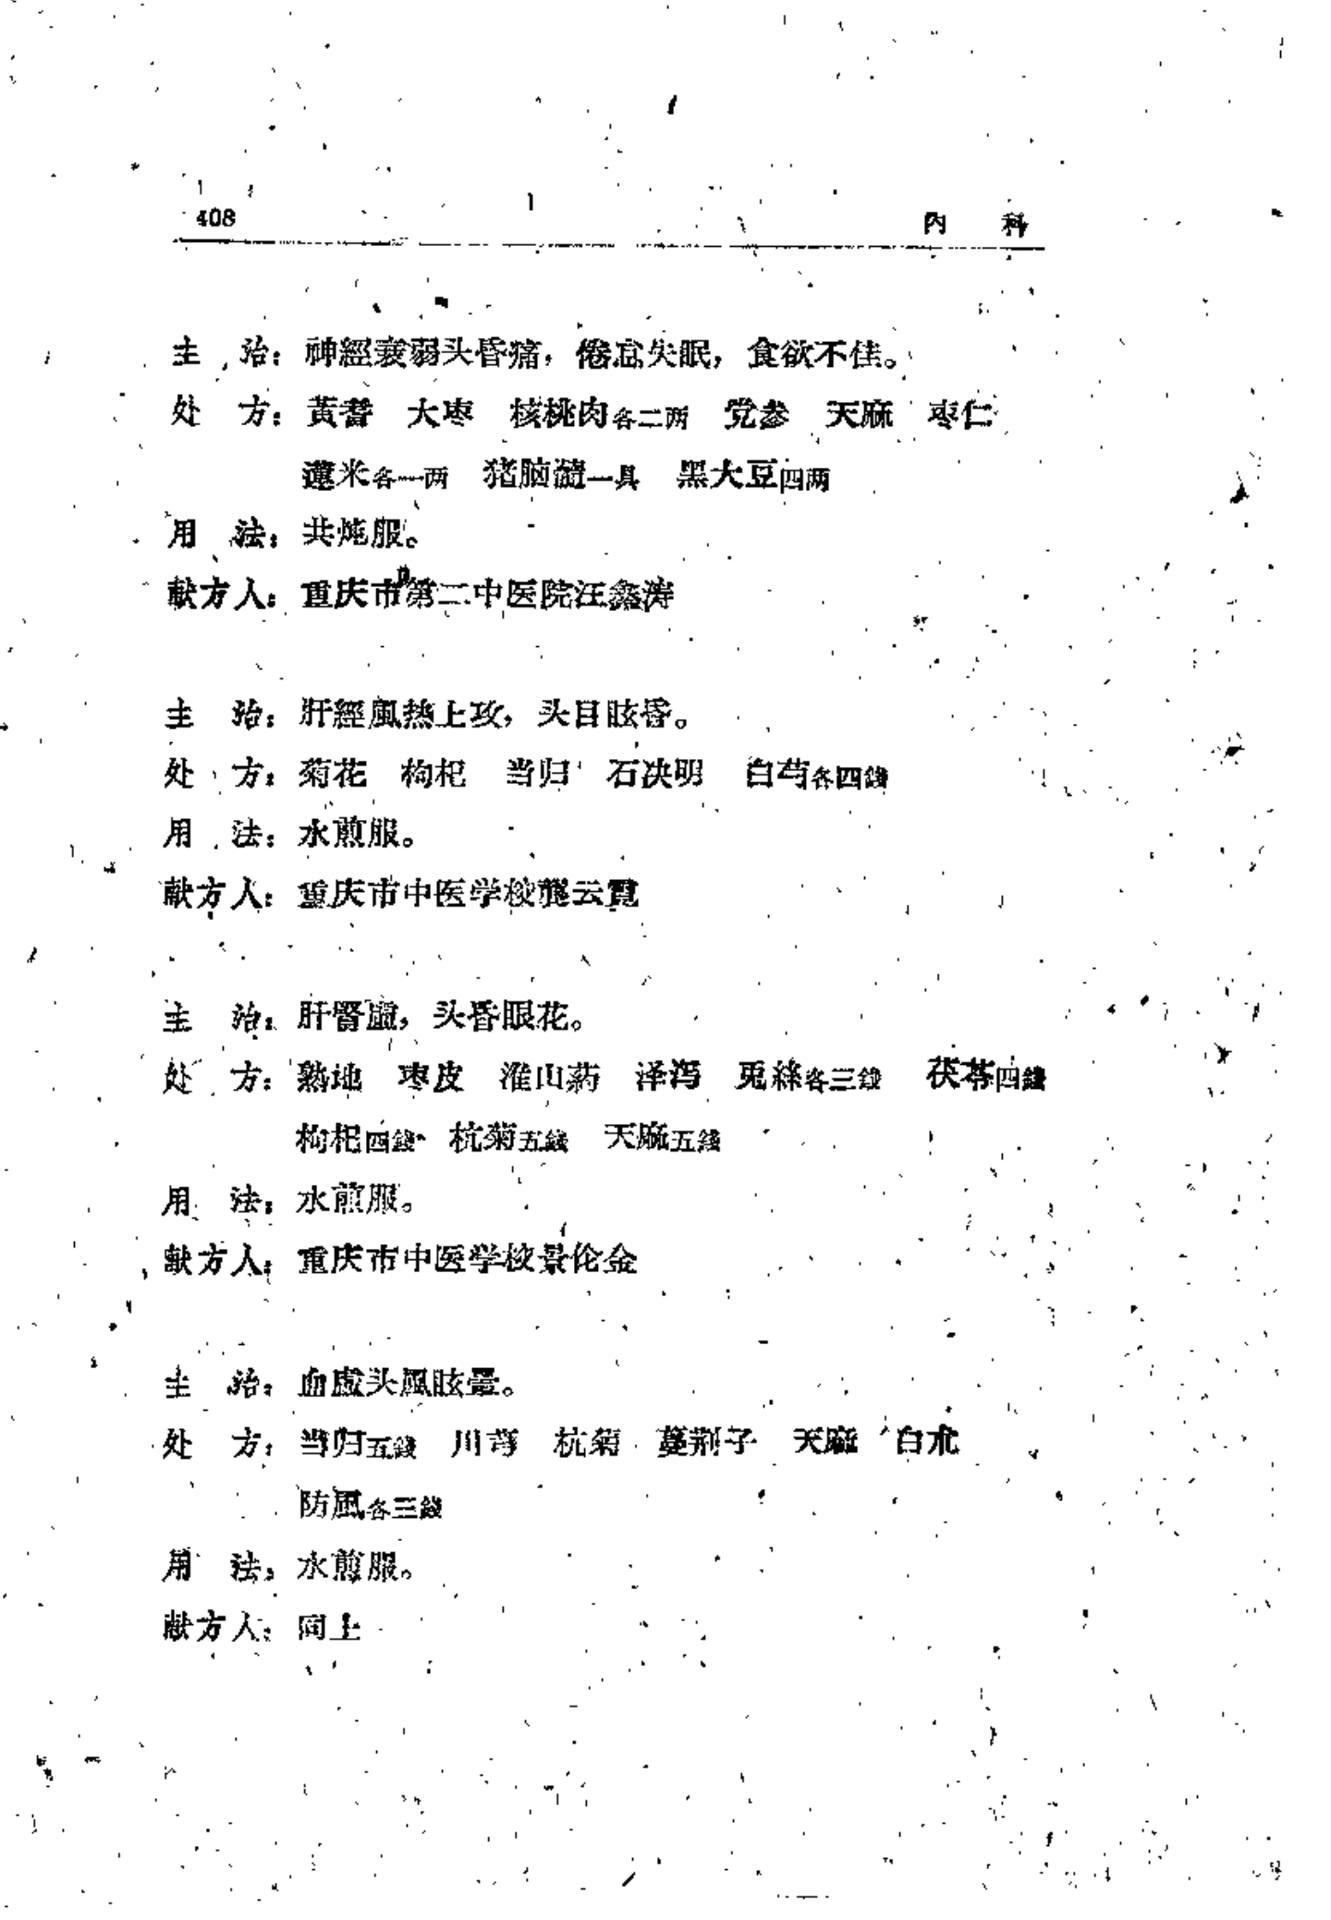 408
内 科
主 治：神經衰弱头昏痛，倦怠失眠，食欲不佳。
处 方：黃蓍 大枣 核桃肉各二两 党参 天麻 枣仁
蓮米各一两 猪脑髓一具 黑大豆四两
用 法：共炖服。
献方人：重庆市第二中医院汪鑫涛
主 治：肝經風热上攻，头目眩昏。
处 方：菊花 枸杞 当归 石决明 白芍各四錢
用 法：水煎服。
献方人：重庆市中医学校龔云霓
主 治：肝腎虛，头昏眼花。
处 方：熟地 枣皮 淮山药 泽泻 兎絲各三錢 茯苓四錢
枸杞四錢 杭菊五錢 天麻五錢
用 法：水煎服。
献方人：重庆市中医学校景伦金
主 治：血虛头風眩暈。
处 方：当归五錢 川芎 杭菊 蔓荆子 天麻 白朮
防風各三錢
用 法：水煎服。
献方人：同上